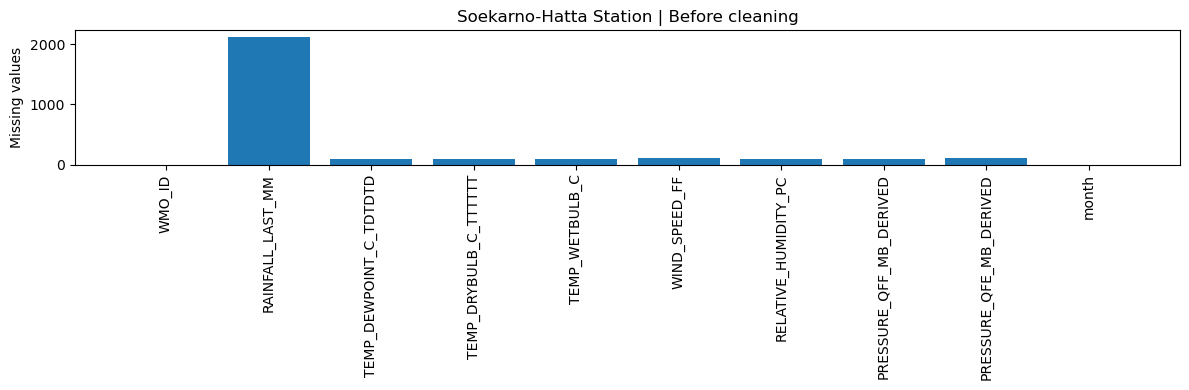 Soekarno-Hatta Station | Before cleaning
Missing values
2000
1000
0
WMO_ID
RAINFALL_LAST_MM
TEMP_DEWPOINT_C_TDTDTD
TEMP_DRYBULB_C_TTTTTT
TEMP_WETBULB_C
WIND_SPEED_FF
RELATIVE_HUMIDITY_PC
PRESSURE_QFF_MB_DERIVED
PRESSURE_QFE_MB_DERIVED
month